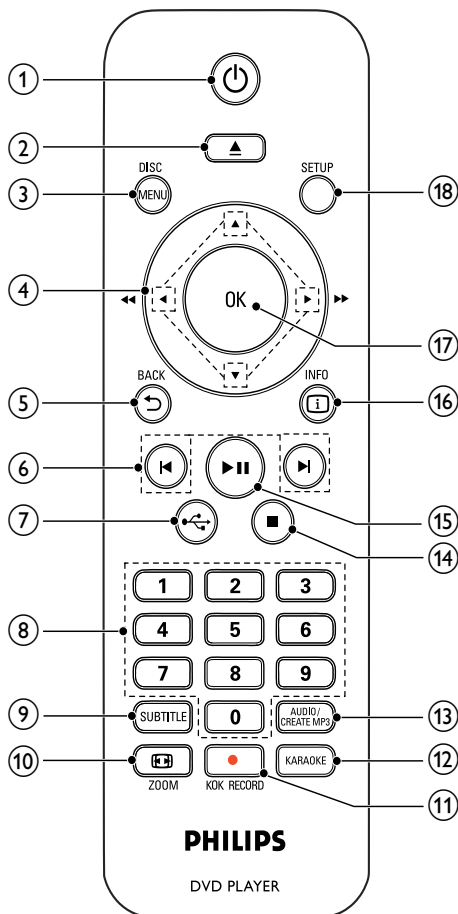 ①
②
DISC
SETUP
③
MENU
⑱
④
OK
⑰
BACK
INFO
⑤
i
⑯
⑥
⑮
⑦
⑭
1 2 3
⑧
4 5 6
7 8 9
⑨
SUBTITLE
0
AUDIO/
CREATE MP3
⑬
⑩
KARAOKE
⑫
ZOOM
KOK RECORD
⑪
PHILIPS
DVD PLAYER